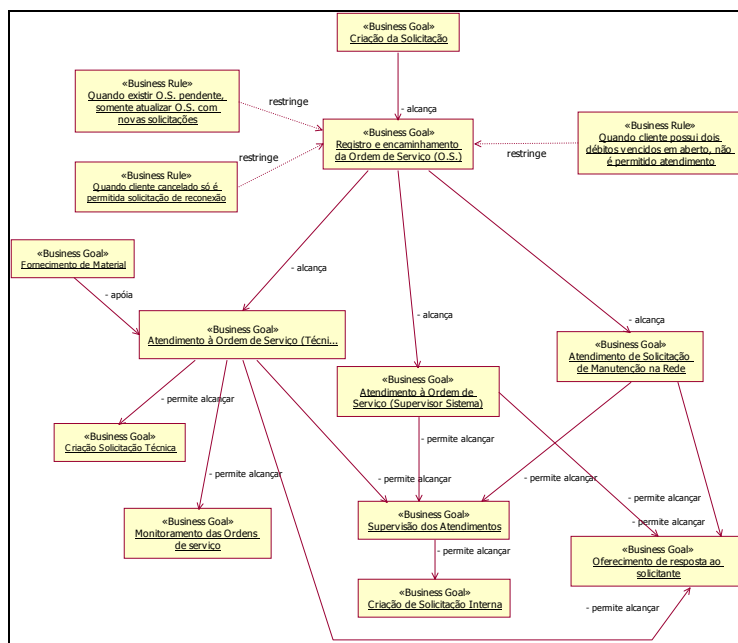 «Business Goal»
Criação da Solicitação
- alcança
«Business Rule»
Quando existir O.S. pendente,
somente atualizar O.S. com
novas solicitações
restringe
«Business Goal»
Registro e encaminhamento
da Ordem de Serviço (O.S.)
«Business Rule»
Quando cliente possui dois
débitos vencidos em aberto, não
é permitido atendimento
restringe
«Business Rule»
Quando cliente cancelado só é
permitida solicitação de reconexão
restringe
«Business Goal»
Fornecimento de Material
- apóia
- alcança
- alcança
- alcança
«Business Goal»
Atendimento à Ordem de Serviço (Técni...
«Business Goal»
Atendimento à Ordem de
Serviço (Supervisor Sistema)
«Business Goal»
Atendimento de Solicitação
de Manutenção na Rede
- permite alcançar
«Business Goal»
Criação Solicitação Técnica
- permite alcançar
- permite alcançar
- permite alcançar
- permite alcançar
«Business Goal»
Monitoramento das Ordens
de serviço
«Business Goal»
Supervisão dos Atendimentos
- permite alcançar
- permite alcançar
- permite alcançar
«Business Goal»
Oferecimento de resposta ao
solicitante
«Business Goal»
Criação de Solicitação Interna
- permite alcançar